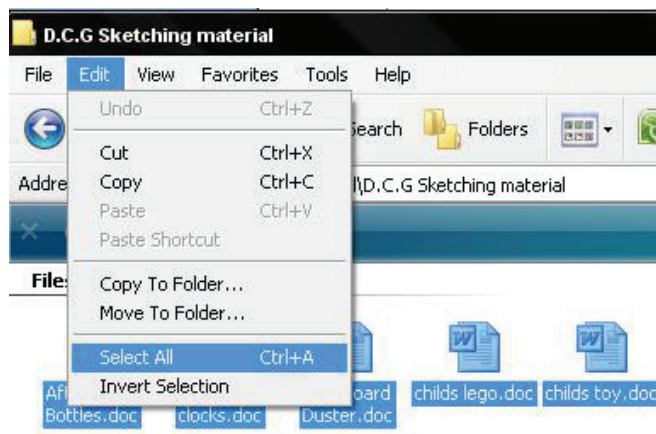 D.C.G Sketching material
File Edit View Favorites Tools Help
Undo Ctrl+Z
Folders
Cut Ctrl+X
Copy Ctrl+C
\D.C.G Sketching material
Paste Ctrl+V
Paste Shortcut
Copy To Folder...
Move To Folder...
Select All Ctrl+A
Invert Selection
childs lego.doc childs toy.doc
Bottles.doc clocks.doc Duster.doc